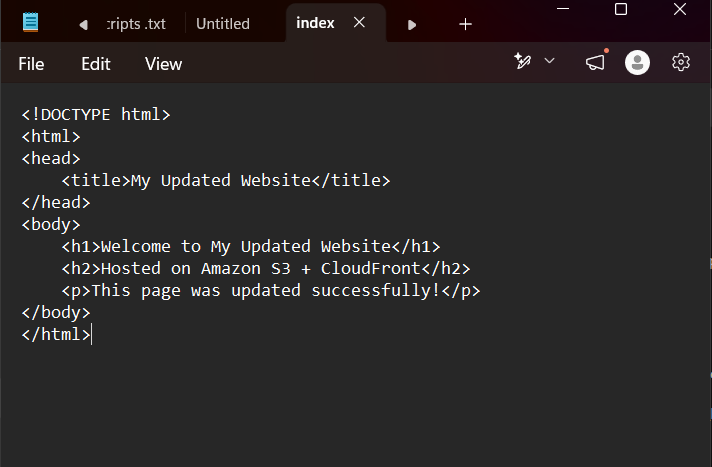 cripts .txt
Untitled
index
File
Edit
View
<!DOCTYPE html>
<html>
<head>
    <title>My Updated Website</title>
</head>
<body>
    <h1>Welcome to My Updated Website</h1>
    <h2>Hosted on Amazon S3 + CloudFront</h2>
    <p>This page was updated successfully!</p>
</body>
</html>